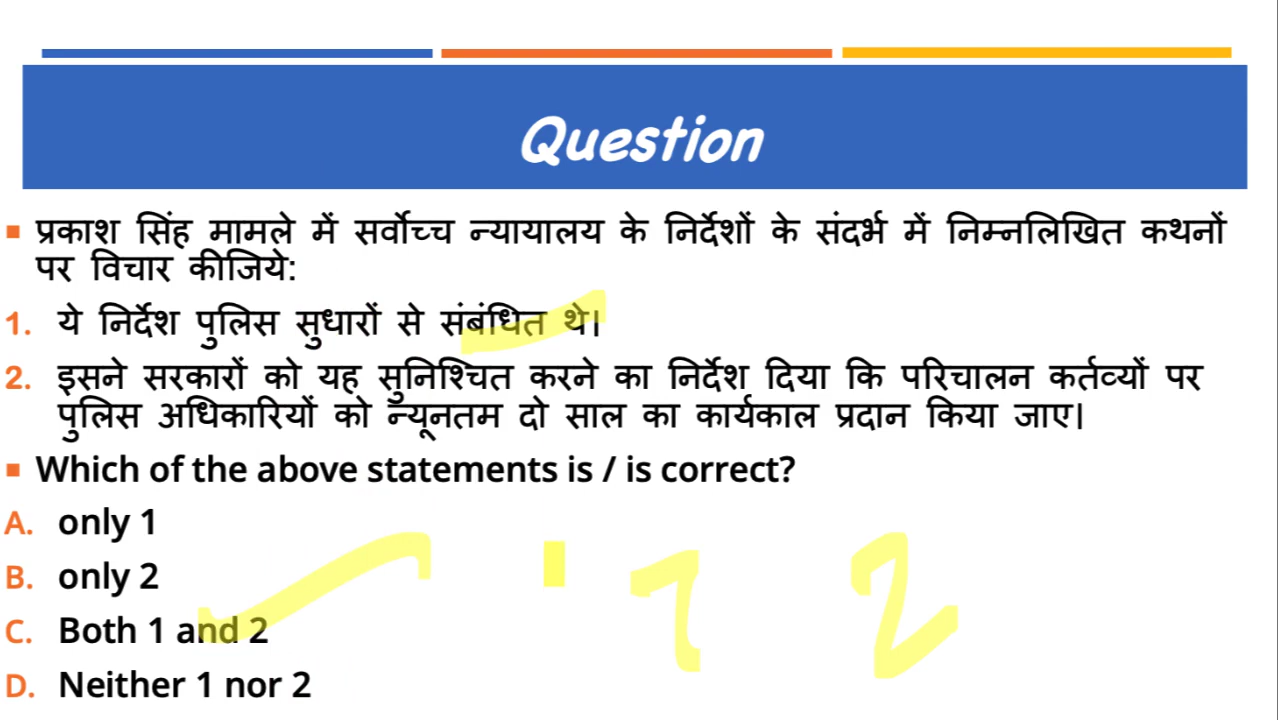 Question
▪ प्रकाश सिंह मामले में सर्वोच्च न्यायालय के निर्देशों के संदर्भ में निम्नलिखित कथनों
पर विचार कीजिये:
1. ये निर्देश पुलिस सुधारों से संबंधित थे।
2. इसने सरकारों को यह सुनिश्चित करने का निर्देश दिया कि परिचालन कर्तव्यों पर
पुलिस अधिकारियों को न्यूनतम दो साल का कार्यकाल प्रदान किया जाए।
▪ Which of the above statements is / is correct?
A. only 1
B. only 2
C. Both 1 and 2
D. Neither 1 nor 2